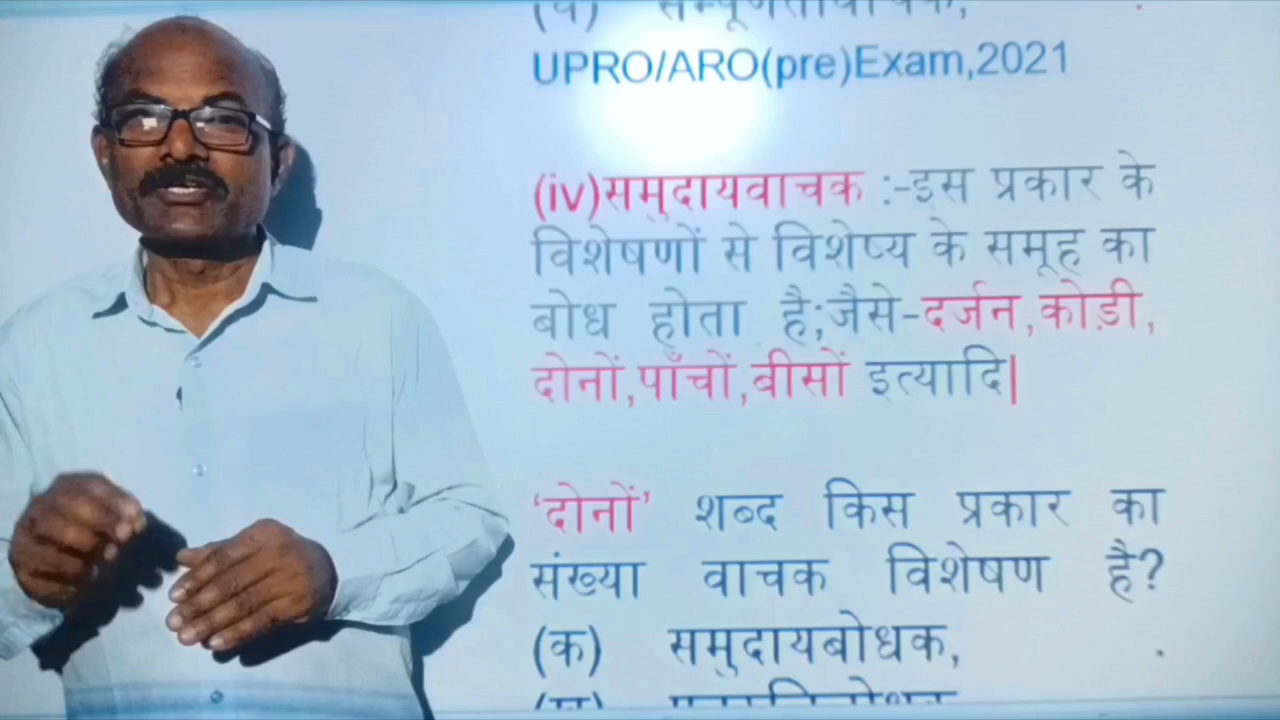 UPRO/ARO(pre)Exam,2021
(iv)समुदायवाचक :-इस प्रकार के
विशेषणों से विशेष्य के समूह का
बोध होता है;जैसे-दर्जन,कोड़ी,
दोनों,पाँचों,बीसों इत्यादि|
‘दोनों’ शब्द किस प्रकार का
संख्या वाचक विशेषण है?
(क) समुदायबोधक,